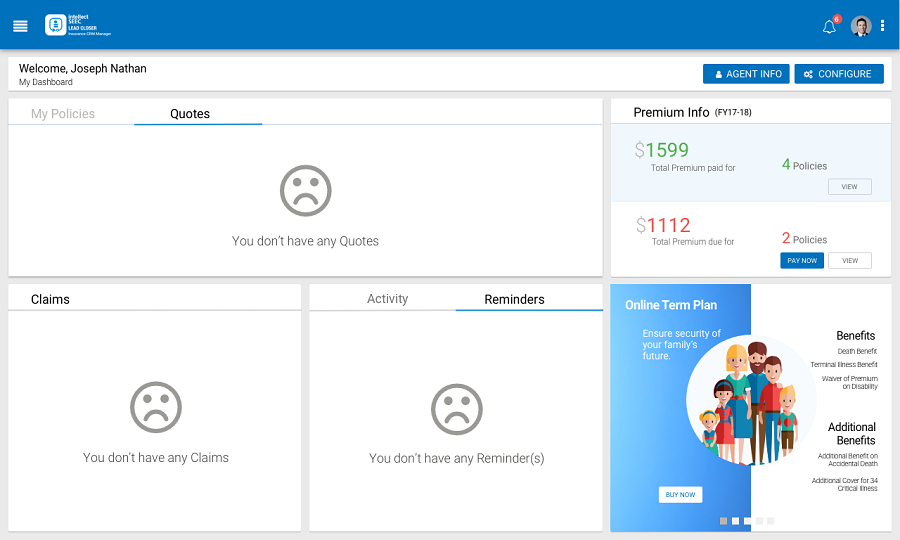 intellect
SEEC
LEAD CLOSER
Insurance CRM Manager
6
Welcome, Joseph Nathan
My Dashboard
AGENT INFO
CONFIGURE
My Policies
Quotes
You don't have any Quotes
Premium Info (FY17-18)
$1599
Total Premium paid for
4 Policies
VIEW
$1112
Total Premium due for
2 Policies
PAY NOW
VIEW
Claims
You don't have any Claims
Activity
Reminders
You don't have any Reminder(s)
Online Term Plan
Ensure security of
your family's
future.
BUY NOW
Benefits
Death Benefit
Terminal Illness Benefit
Waiver of Premium
on Disability
Additional
Benefits
Additional Benefit on
Accidental Death
Additional Cover for 34
Critical Illness